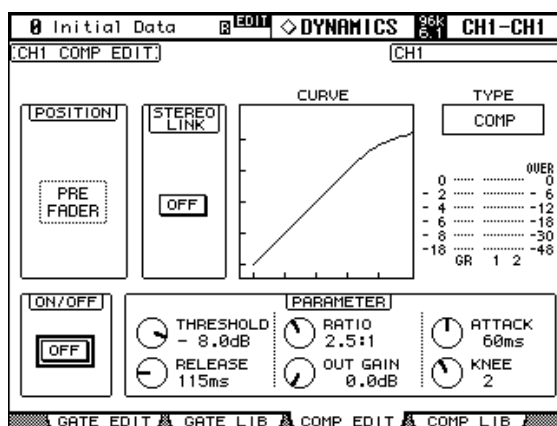 0 Initial Data R EDIT ◇DYNAMICS 96k 6.1 CH1-CH1
CH1 COMP EDIT
CH1
POSITION
PRE
FADER
STEREO
LINK
OFF
CURVE
TYPE
COMP
OVER
0 0
- 2 - 6
- 4 -12
- 6 -18
- 8 -30
-18 -48
GR 1 2
ON/OFF
OFF
PARAMETER
THRESHOLD
- 8.0dB
RATIO
2.5:1
ATTACK
60ms
RELEASE
115ms
OUT GAIN
0.0dB
KNEE
2
GATE EDIT GATE LIB COMP EDIT COMP LIB